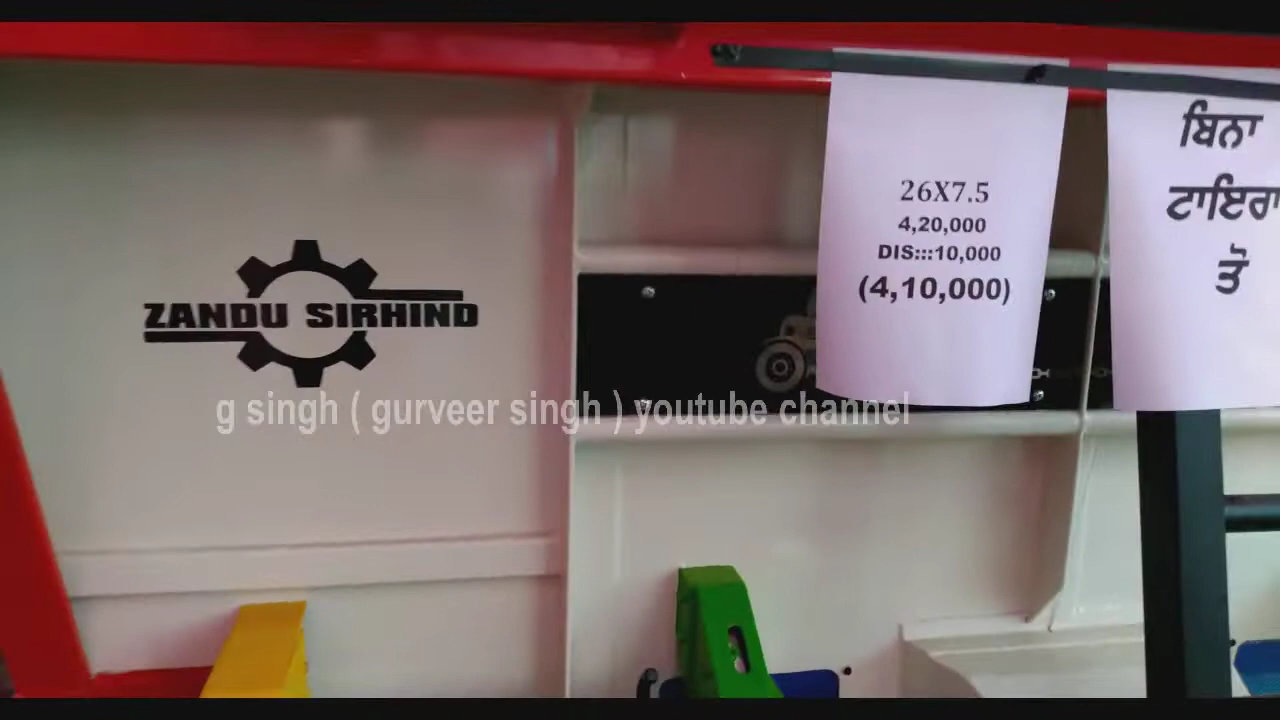 ZANDU SIRHIND
26X7.5
4,20,000
DIS:::10,000
(4,10,000)
ਬਿਨਾ
ਟਾਇਰਾ
ਤੋ
g singh ( gurveer singh ) youtube channel